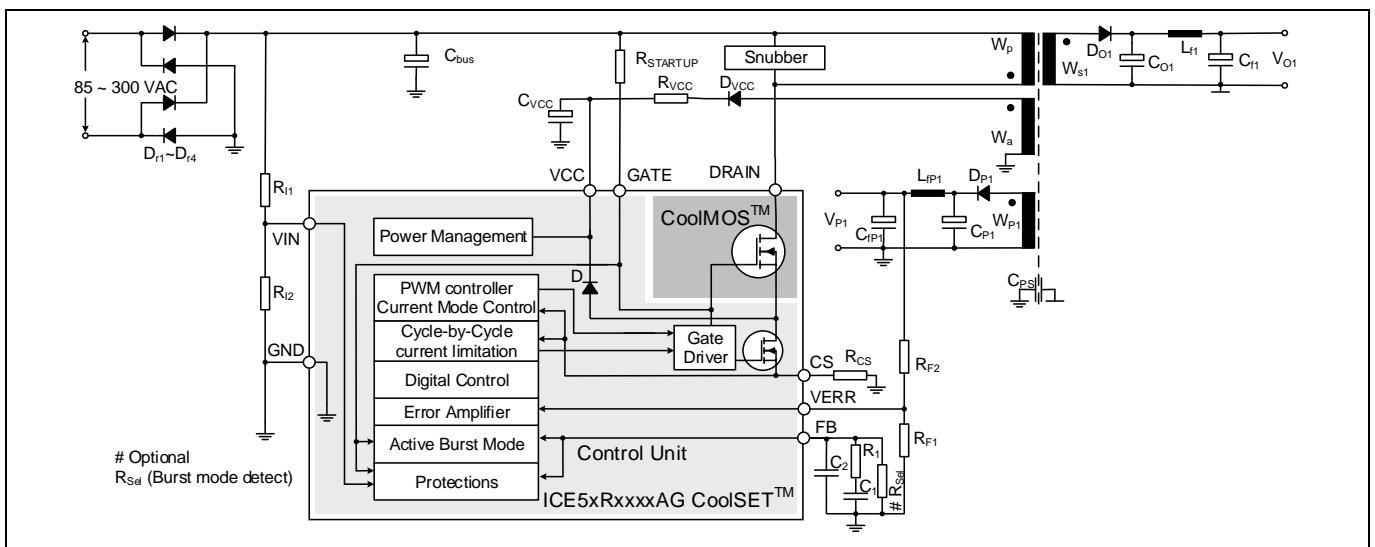 85 ~ 300 VAC
Dr1~Dr4
Cbus
RSTARTUP
Snubber
Wp
Ws1
DO1
CO1
Lf1
Cf1
VO1
CVCC
RVCC
DVCC
Wa
RI1
VIN
RI2
GND
VCC
GATE
DRAIN
CoolMOS™
Power Management
D
PWM controller
Current Mode Control
Cycle-by-Cycle
current limitation
Digital Control
Error Amplifier
Active Burst Mode
Protections
Gate
Driver
Control Unit
ICE5xRxxxxAG CoolSET™
CS
RCS
VERR
FB
VP1
CfP1
LfP1
CP1
DP1
WP1
CPS
RF2
RF1
C2
R1
C1
# RSel
# Optional
RSel (Burst mode detect)